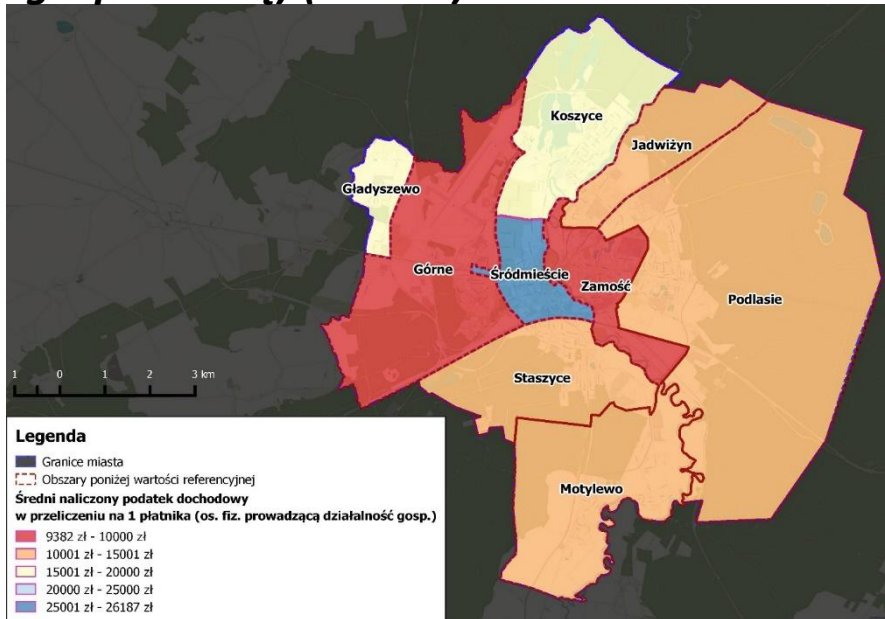 Koszyce
Jadwiżyn
Gładyszewo
Górne
Śródmieście
Zamość
Podlasie
Staszyce
Motylewo
1 0 1 2 3 km
Legenda
Granice miasta
Obszary poniżej wartości referencyjnej
Średni naliczony podatek dochodowy
w przeliczeniu na 1 płatnika (os. fiz. prowadzącą działalność gosp.)
9382 zł - 10000 zł
10001 zł - 15001 zł
15001 zł - 20000 zł
20000 zł - 25000 zł
25001 zł - 26187 zł